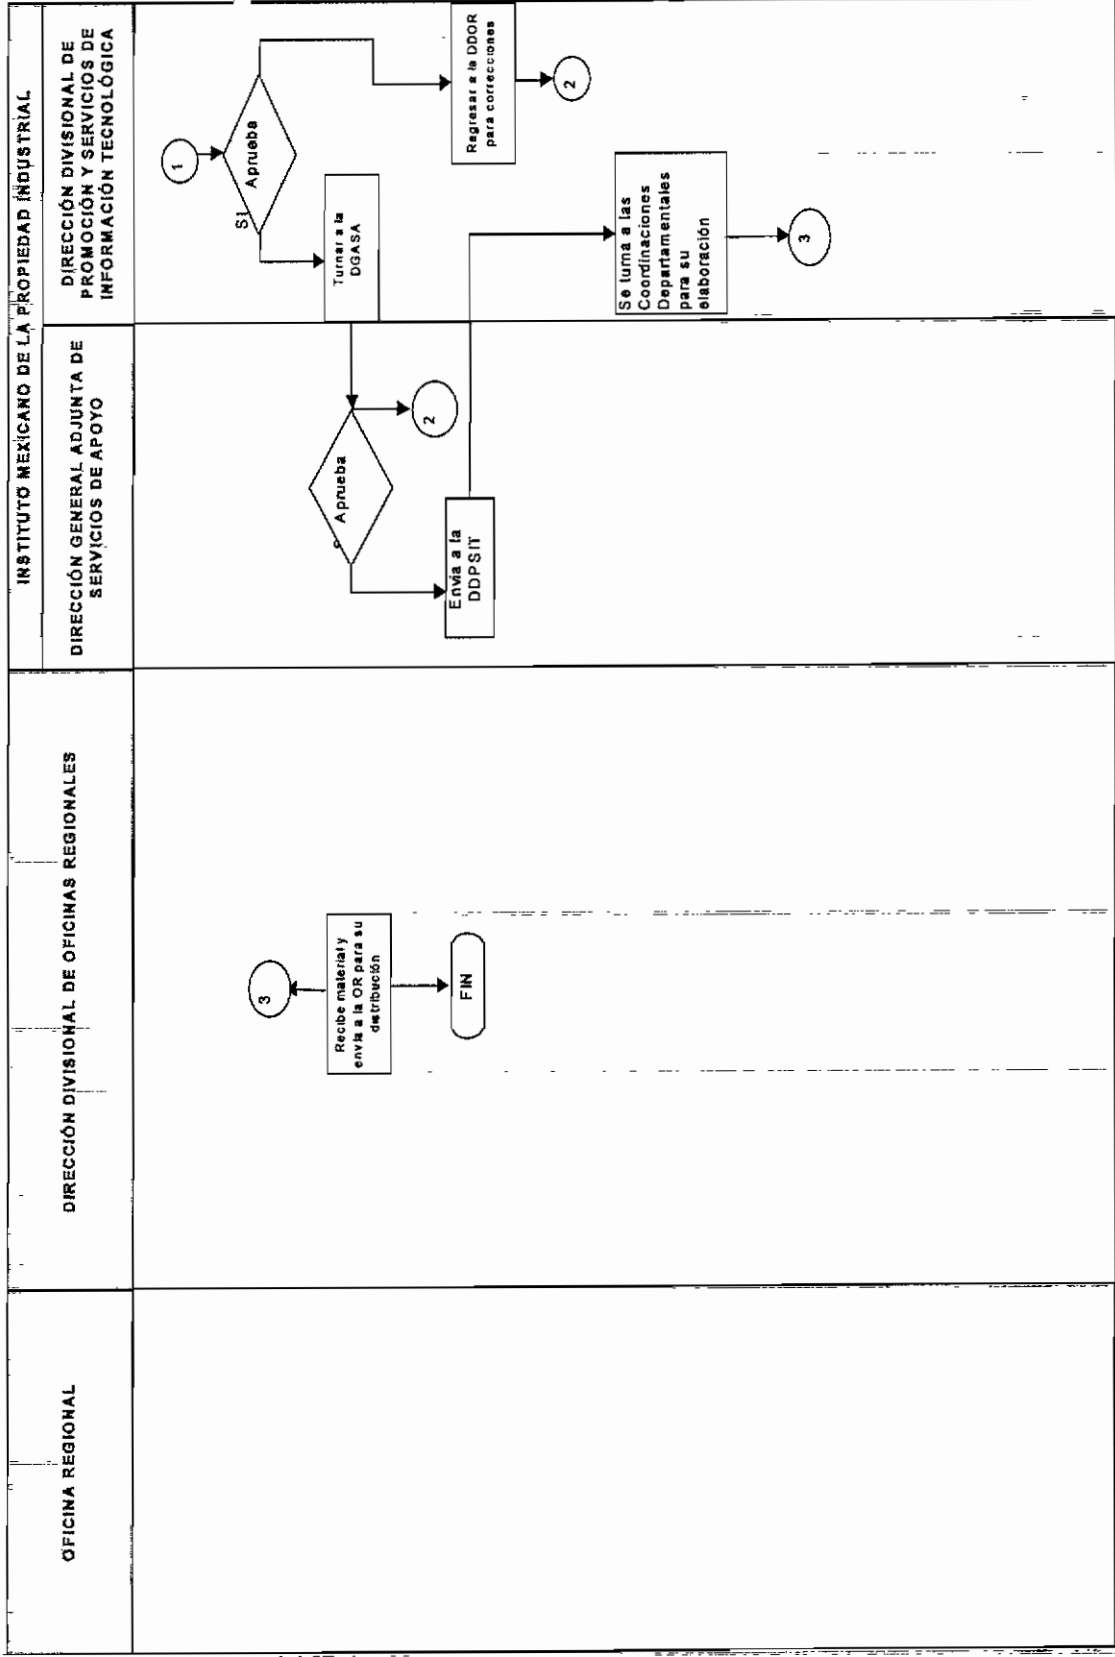 INSTITUTO MEXICANO DE LA PROPIEDAD INDUSTRIAL
OFICINA REGIONAL
DIRECCIÓN DIVISIONAL DE OFICINAS REGIONALES
DIRECCIÓN GENERAL ADJUNTA DE
SERVICIOS DE APOYO
DIRECCIÓN DIVISIONAL DE
PROMOCIÓN Y SERVICIOS DE
INFORMACIÓN TECNOLÓGICA
3
Recibe material y
envía a la OR para su
distribución
FIN
Aprueba
2
Envía a la
DDPSIT
1
Aprueba
SI
Turnar a la
DGASA
Regresar a la DDOR
para correcciones
2
Se turna a las
Coordinaciones
Departamentales
para su
elaboración
3